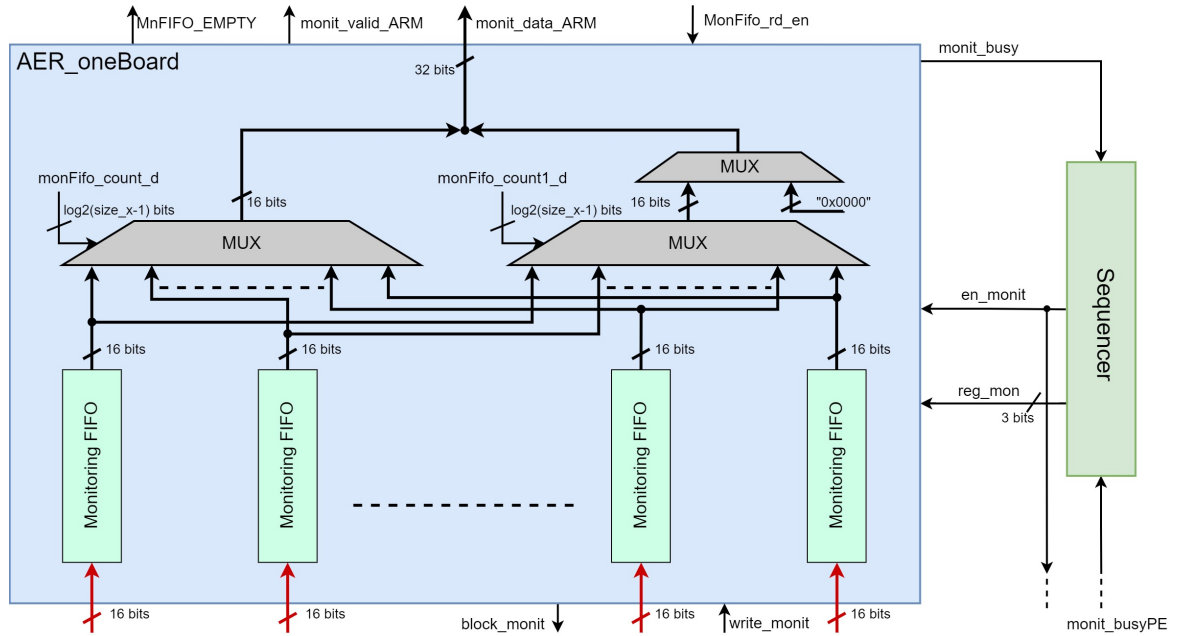 MnFIFO_EMPTY
monit_valid_ARM
monit_data_ARM
MonFifo_rd_en
AER_oneBoard
32 bits
monit_busy
monFifo_count_d
log2(size_x-1) bits
16 bits
MUX
monFifo_count1_d
log2(size_x-1) bits
16 bits
MUX
MUX
"0x0000"
Sequencer
en_monit
reg_mon
3 bits
16 bits
16 bits
16 bits
16 bits
Monitoring FIFO
Monitoring FIFO
Monitoring FIFO
Monitoring FIFO
16 bits
16 bits
16 bits
16 bits
block_monit
write_monit
monit_busyPE